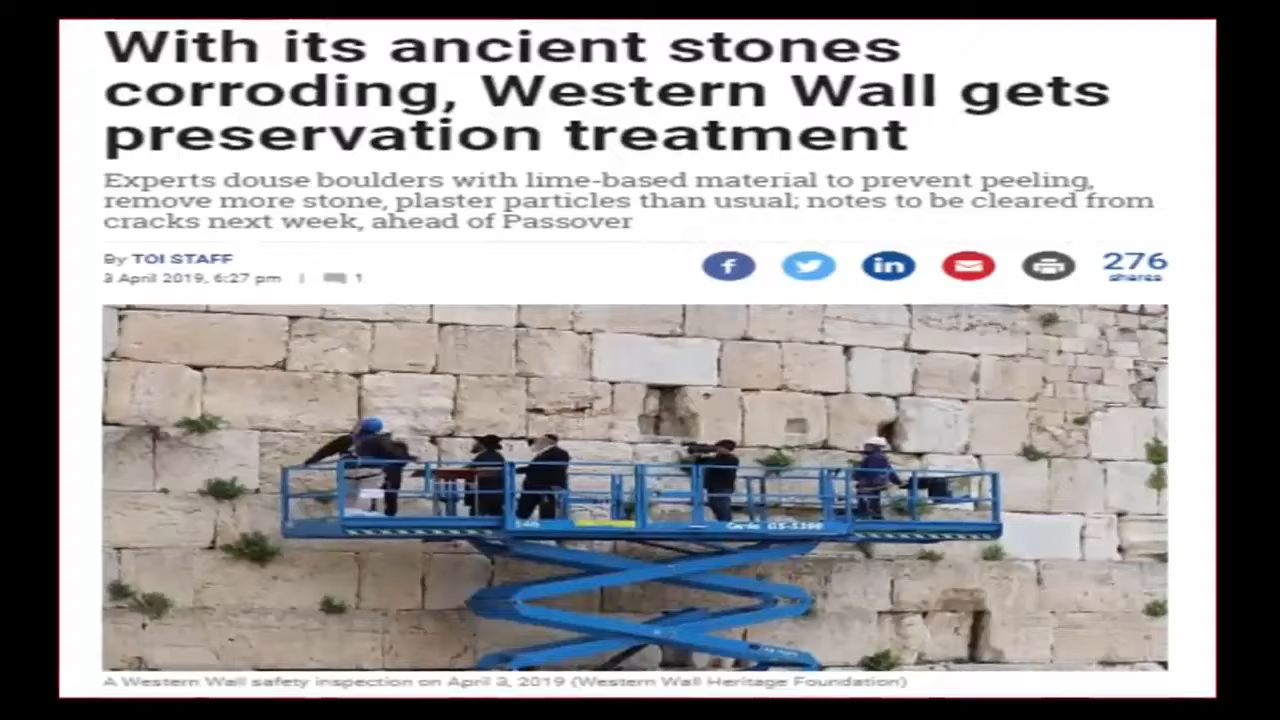 With its ancient stones
corroding, Western Wall gets
preservation treatment
Experts douse boulders with lime-based material to prevent peeling,
remove more stone, plaster particles than usual; notes to be cleared from
cracks next week, ahead of Passover
By TOI STAFF
3 April 2019, 6:27 pm | 1
276
shares
Genie GS-5390
A Western Wall safety inspection on April 3, 2019 (Western Wall Heritage Foundation)